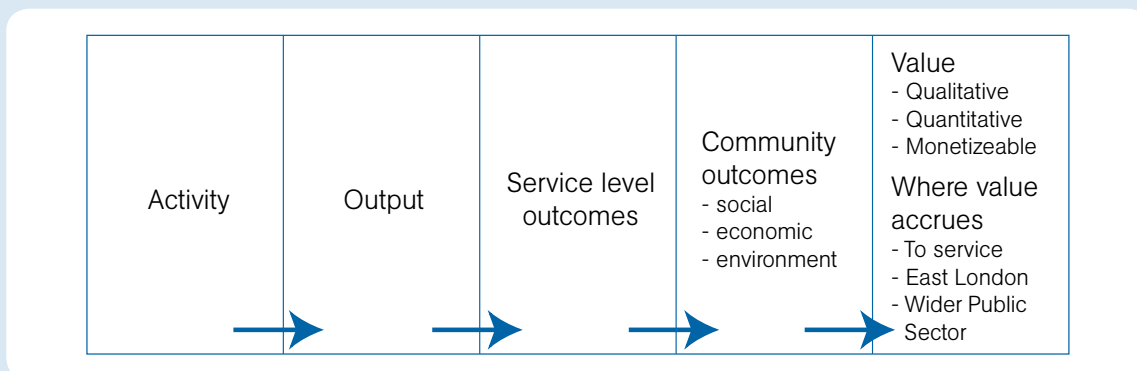 Activity
Output
Service level
outcomes
Community
outcomes
- social
- economic
- environment
Value
- Qualitative
- Quantitative
- Monetizeable
Where value
accrues
- To service
- East London
- Wider Public
Sector